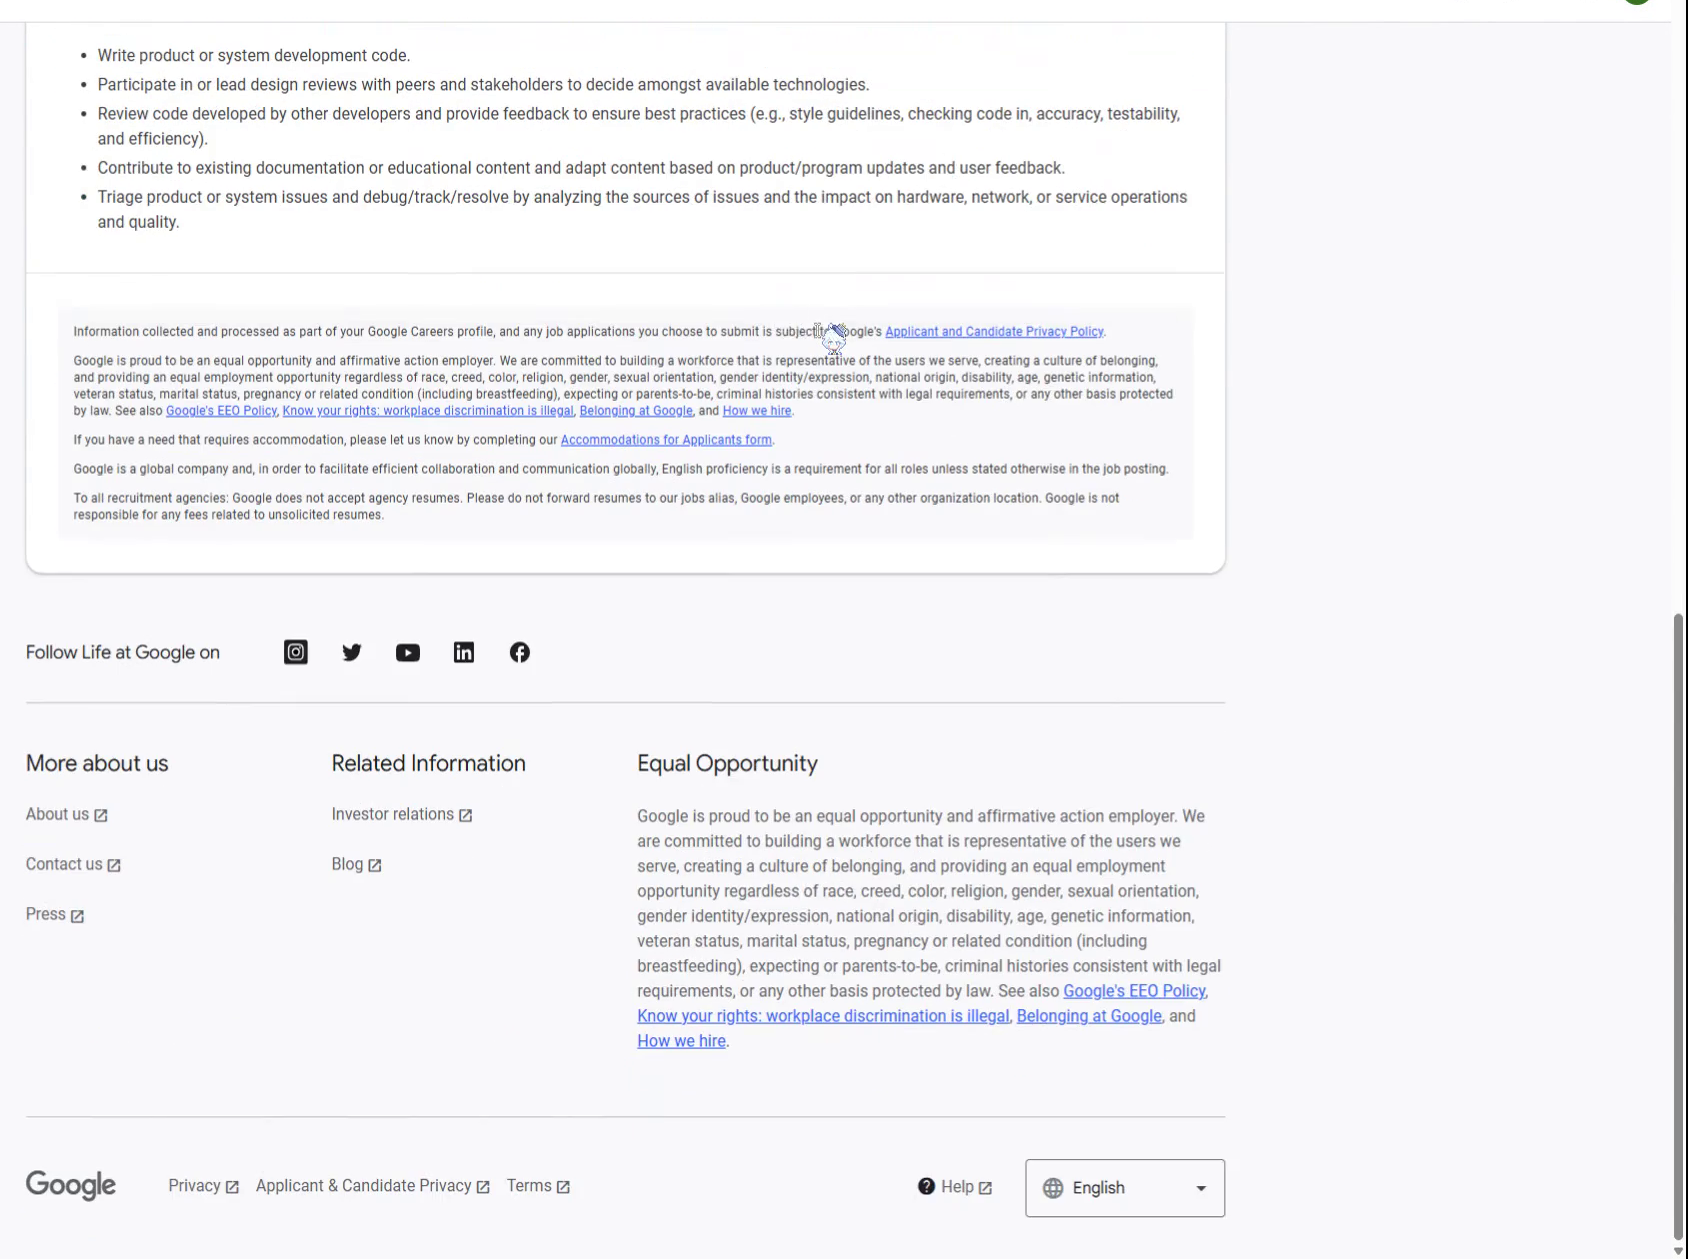 Write product or system development code.
Participate in or lead design reviews with peers and stakeholders to decide amongst available technologies.
Review code developed by other developers and provide feedback to ensure best practices (e.g., style guidelines, checking code in, accuracy, testability,
and efficiency).
Contribute to existing documentation or educational content and adapt content based on product/program updates and user feedback.
Triage product or system issues and debug/track/resolve by analyzing the sources of issues and the impact on hardware, network, or service operations
and quality.
Information collected and processed as part of your Google Careers profile, and any job applications you choose to submit is subject Google's Applicant and Candidate Privacy Policy.
Google is proud to be an equal opportunity and affirmative action employer. We are committed to building a workforce that is representative of the users we serve, creating a culture of belonging,
and providing an equal employment opportunity regardless of race, creed, color, religion, gender, sexual orientation, gender identity/expression, national origin, disability, age, genetic information,
veteran status, marital status, pregnancy or related condition (including breastfeeding), expecting or parents-to-be, criminal histories consistent with legal requirements, or any other basis protected
by law. See also Google's EEO Policy, Know your rights: workplace discrimination is illegal, Belonging at Google, and How we hire.
If you have a need that requires accommodation, please let us know by completing our Accommodations for Applicants form.
Google is a global company and, in order to facilitate efficient collaboration and communication globally, English proficiency is a requirement for all roles unless stated otherwise in the job posting.
To all recruitment agencies: Google does not accept agency resumes. Please do not forward resumes to our jobs alias, Google employees, or any other organization location. Google is not
responsible for any fees related to unsolicited resumes.
Follow Life at Google on
More about us
About us
Contact us
Press
Related Information
Investor relations
Blog
Equal Opportunity
Google is proud to be an equal opportunity and affirmative action employer. We
are committed to building a workforce that is representative of the users we
serve, creating a culture of belonging, and providing an equal employment
opportunity regardless of race, creed, color, religion, gender, sexual orientation,
gender identity/expression, national origin, disability, age, genetic information,
veteran status, marital status, pregnancy or related condition (including
breastfeeding), expecting or parents-to-be, criminal histories consistent with legal
requirements, or any other basis protected by law. See also Google's EEO Policy,
Know your rights: workplace discrimination is illegal, Belonging at Google, and
How we hire.
Google Privacy Applicant & Candidate Privacy Terms Help English